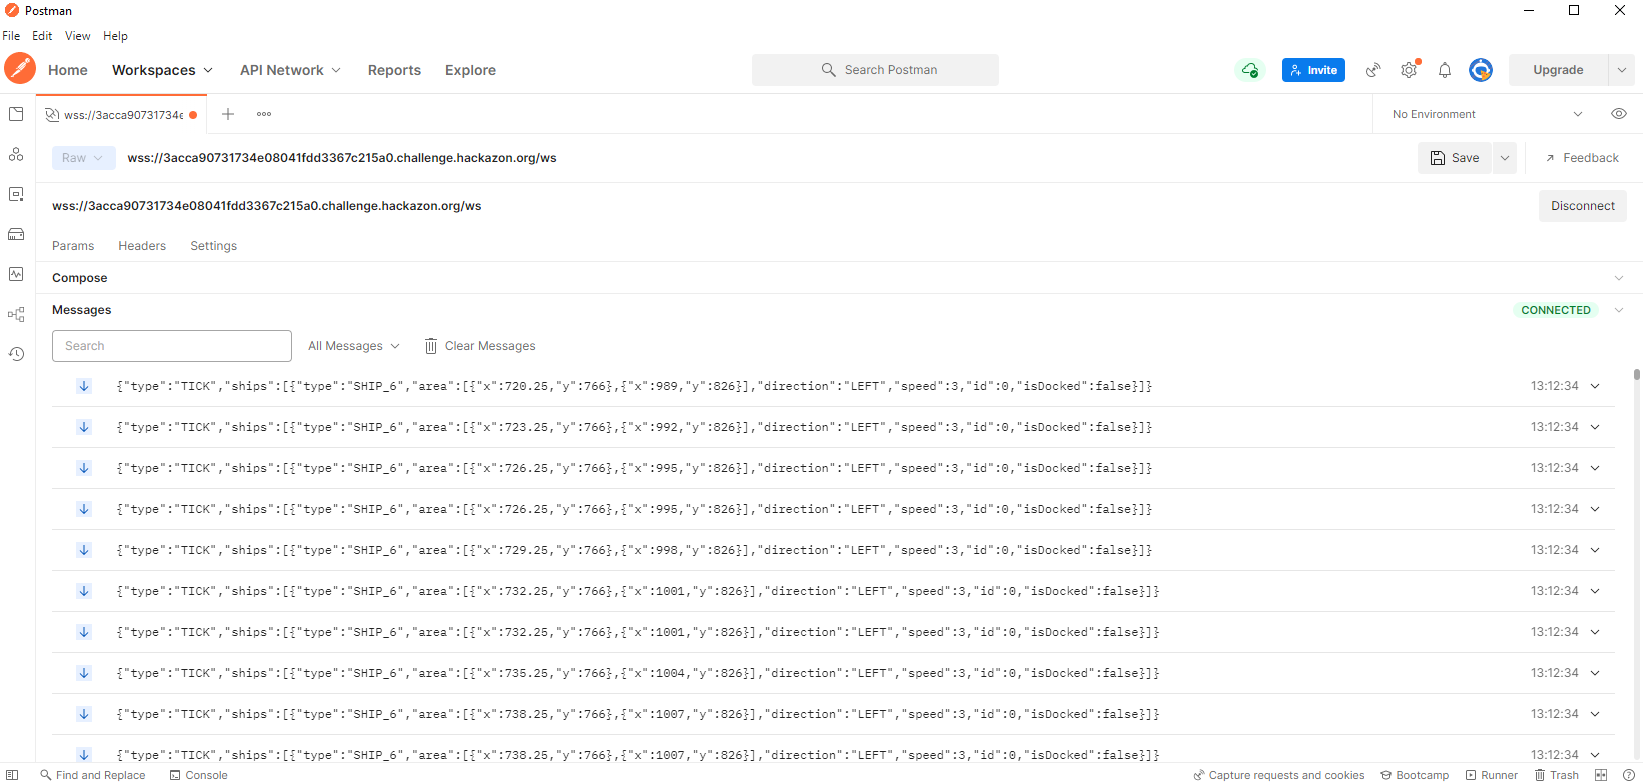 Postman
File Edit View Help
Home Workspaces API Network Reports Explore Search Postman Invite Upgrade
wss://3acca90731734e No Environment
Raw wss://3acca90731734e08041fdd3367c215a0.challenge.hackazon.org/ws Save Feedback
wss://3acca90731734e08041fdd3367c215a0.challenge.hackazon.org/ws Disconnect
Params Headers Settings
Compose
Messages CONNECTED
Search All Messages Clear Messages
{"type":"TICK","ships":[{"type":"SHIP_6","area":[{"x":720.25,"y":766},{"x":989,"y":826}],"direction":"LEFT","speed":3,"id":0,"isDocked":false}]} 13:12:34
{"type":"TICK","ships":[{"type":"SHIP_6","area":[{"x":723.25,"y":766},{"x":992,"y":826}],"direction":"LEFT","speed":3,"id":0,"isDocked":false}]} 13:12:34
{"type":"TICK","ships":[{"type":"SHIP_6","area":[{"x":726.25,"y":766},{"x":995,"y":826}],"direction":"LEFT","speed":3,"id":0,"isDocked":false}]} 13:12:34
{"type":"TICK","ships":[{"type":"SHIP_6","area":[{"x":726.25,"y":766},{"x":995,"y":826}],"direction":"LEFT","speed":3,"id":0,"isDocked":false}]} 13:12:34
{"type":"TICK","ships":[{"type":"SHIP_6","area":[{"x":729.25,"y":766},{"x":998,"y":826}],"direction":"LEFT","speed":3,"id":0,"isDocked":false}]} 13:12:34
{"type":"TICK","ships":[{"type":"SHIP_6","area":[{"x":732.25,"y":766},{"x":1001,"y":826}],"direction":"LEFT","speed":3,"id":0,"isDocked":false}]} 13:12:34
{"type":"TICK","ships":[{"type":"SHIP_6","area":[{"x":732.25,"y":766},{"x":1001,"y":826}],"direction":"LEFT","speed":3,"id":0,"isDocked":false}]} 13:12:34
{"type":"TICK","ships":[{"type":"SHIP_6","area":[{"x":735.25,"y":766},{"x":1004,"y":826}],"direction":"LEFT","speed":3,"id":0,"isDocked":false}]} 13:12:34
{"type":"TICK","ships":[{"type":"SHIP_6","area":[{"x":738.25,"y":766},{"x":1007,"y":826}],"direction":"LEFT","speed":3,"id":0,"isDocked":false}]} 13:12:34
{"type":"TICK","ships":[{"type":"SHIP_6","area":[{"x":738.25,"y":766},{"x":1007,"y":826}],"direction":"LEFT","speed":3,"id":0,"isDocked":false}]} 13:12:34
Find and Replace Console Capture requests and cookies Bootcamp Runner Trash